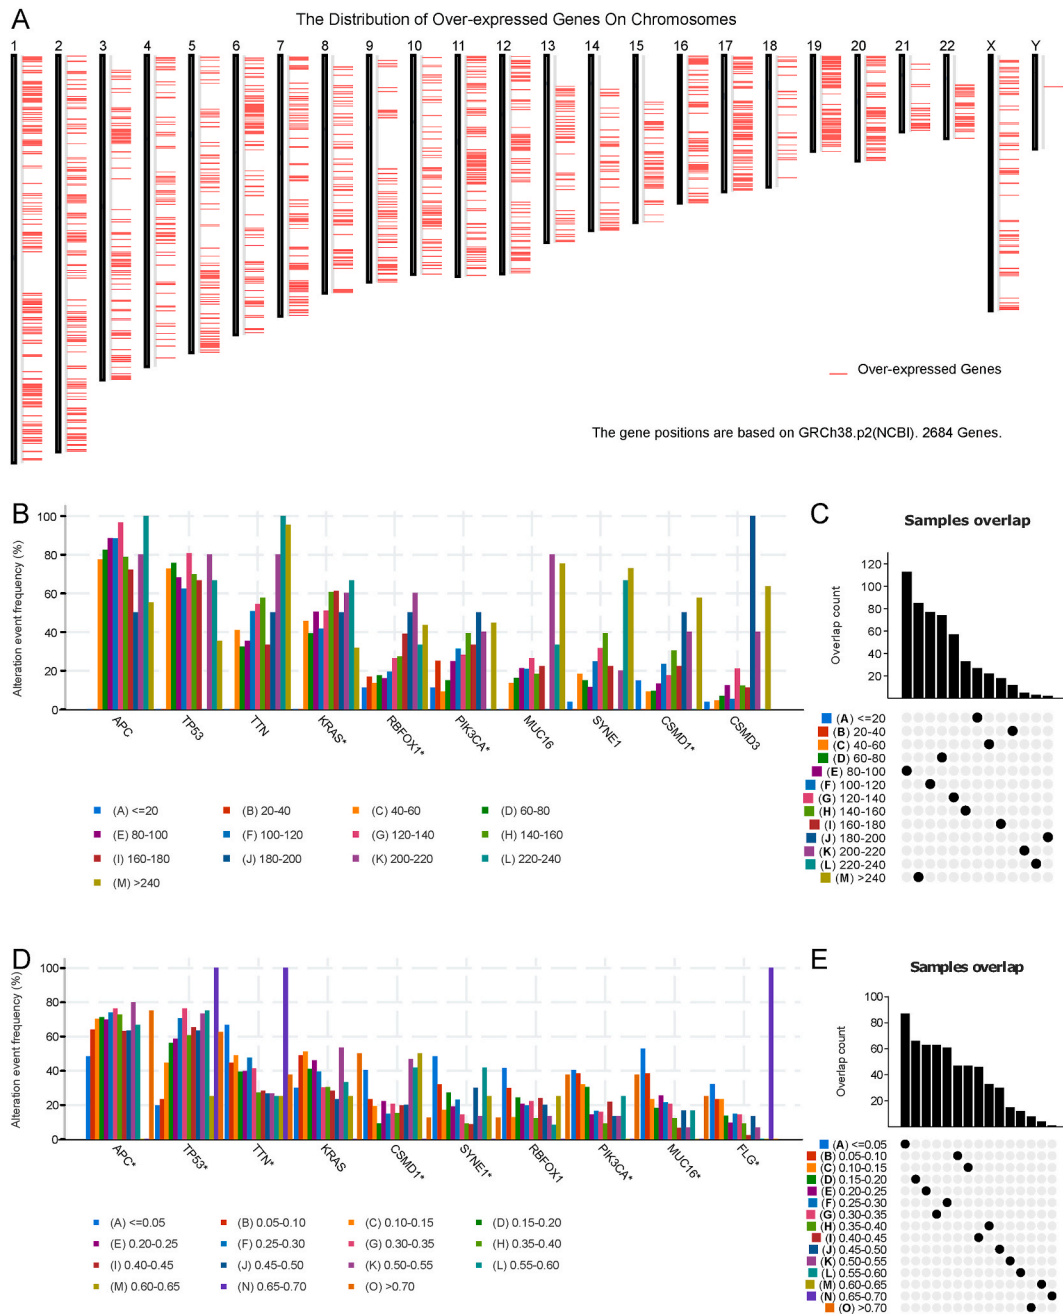 A
The Distribution of Over-expressed Genes On Chromosomes
1 2 3 4 5 6 7 8 9 10 11 12 13 14 15 16 17 18 19 20 21 22 X Y
Over-expressed Genes
The gene positions are based on GRCh38.p2(NCBI). 2684 Genes.
B
Alteration event frequency (%)
100
80
60
40
20
0
APC
TP53
TTN
KRAS*
RBFOX1*
PIK3CA*
MUC16
SYNE1
CSMD1*
CSMD3
(A) <=20
(B) 20-40
(C) 40-60
(D) 60-80
(E) 80-100
(F) 100-120
(G) 120-140
(H) 140-160
(I) 160-180
(J) 180-200
(K) 200-220
(L) 220-240
(M) >240
C
Samples overlap
Overlap count
120
100
80
60
40
20
(A) <=20
(B) 20-40
(C) 40-60
(D) 60-80
(E) 80-100
(F) 100-120
(G) 120-140
(H) 140-160
(I) 160-180
(J) 180-200
(K) 200-220
(L) 220-240
(M) >240
D
Alteration event frequency (%)
100
80
60
40
20
0
APC*
TP53*
TTN*
KRAS
CSMD1*
SYNE1*
RBFOX1
PIK3CA*
MUC16*
FLG*
(A) <=0.05
(B) 0.05-0.10
(C) 0.10-0.15
(D) 0.15-0.20
(E) 0.20-0.25
(F) 0.25-0.30
(G) 0.30-0.35
(H) 0.35-0.40
(I) 0.40-0.45
(J) 0.45-0.50
(K) 0.50-0.55
(L) 0.55-0.60
(M) 0.60-0.65
(N) 0.65-0.70
(O) >0.70
E
Samples overlap
Overlap count
100
80
60
40
20
(A) <=0.05
(B) 0.05-0.10
(C) 0.10-0.15
(D) 0.15-0.20
(E) 0.20-0.25
(F) 0.25-0.30
(G) 0.30-0.35
(H) 0.35-0.40
(I) 0.40-0.45
(J) 0.45-0.50
(K) 0.50-0.55
(L) 0.55-0.60
(M) 0.60-0.65
(N) 0.65-0.70
(O) >0.7